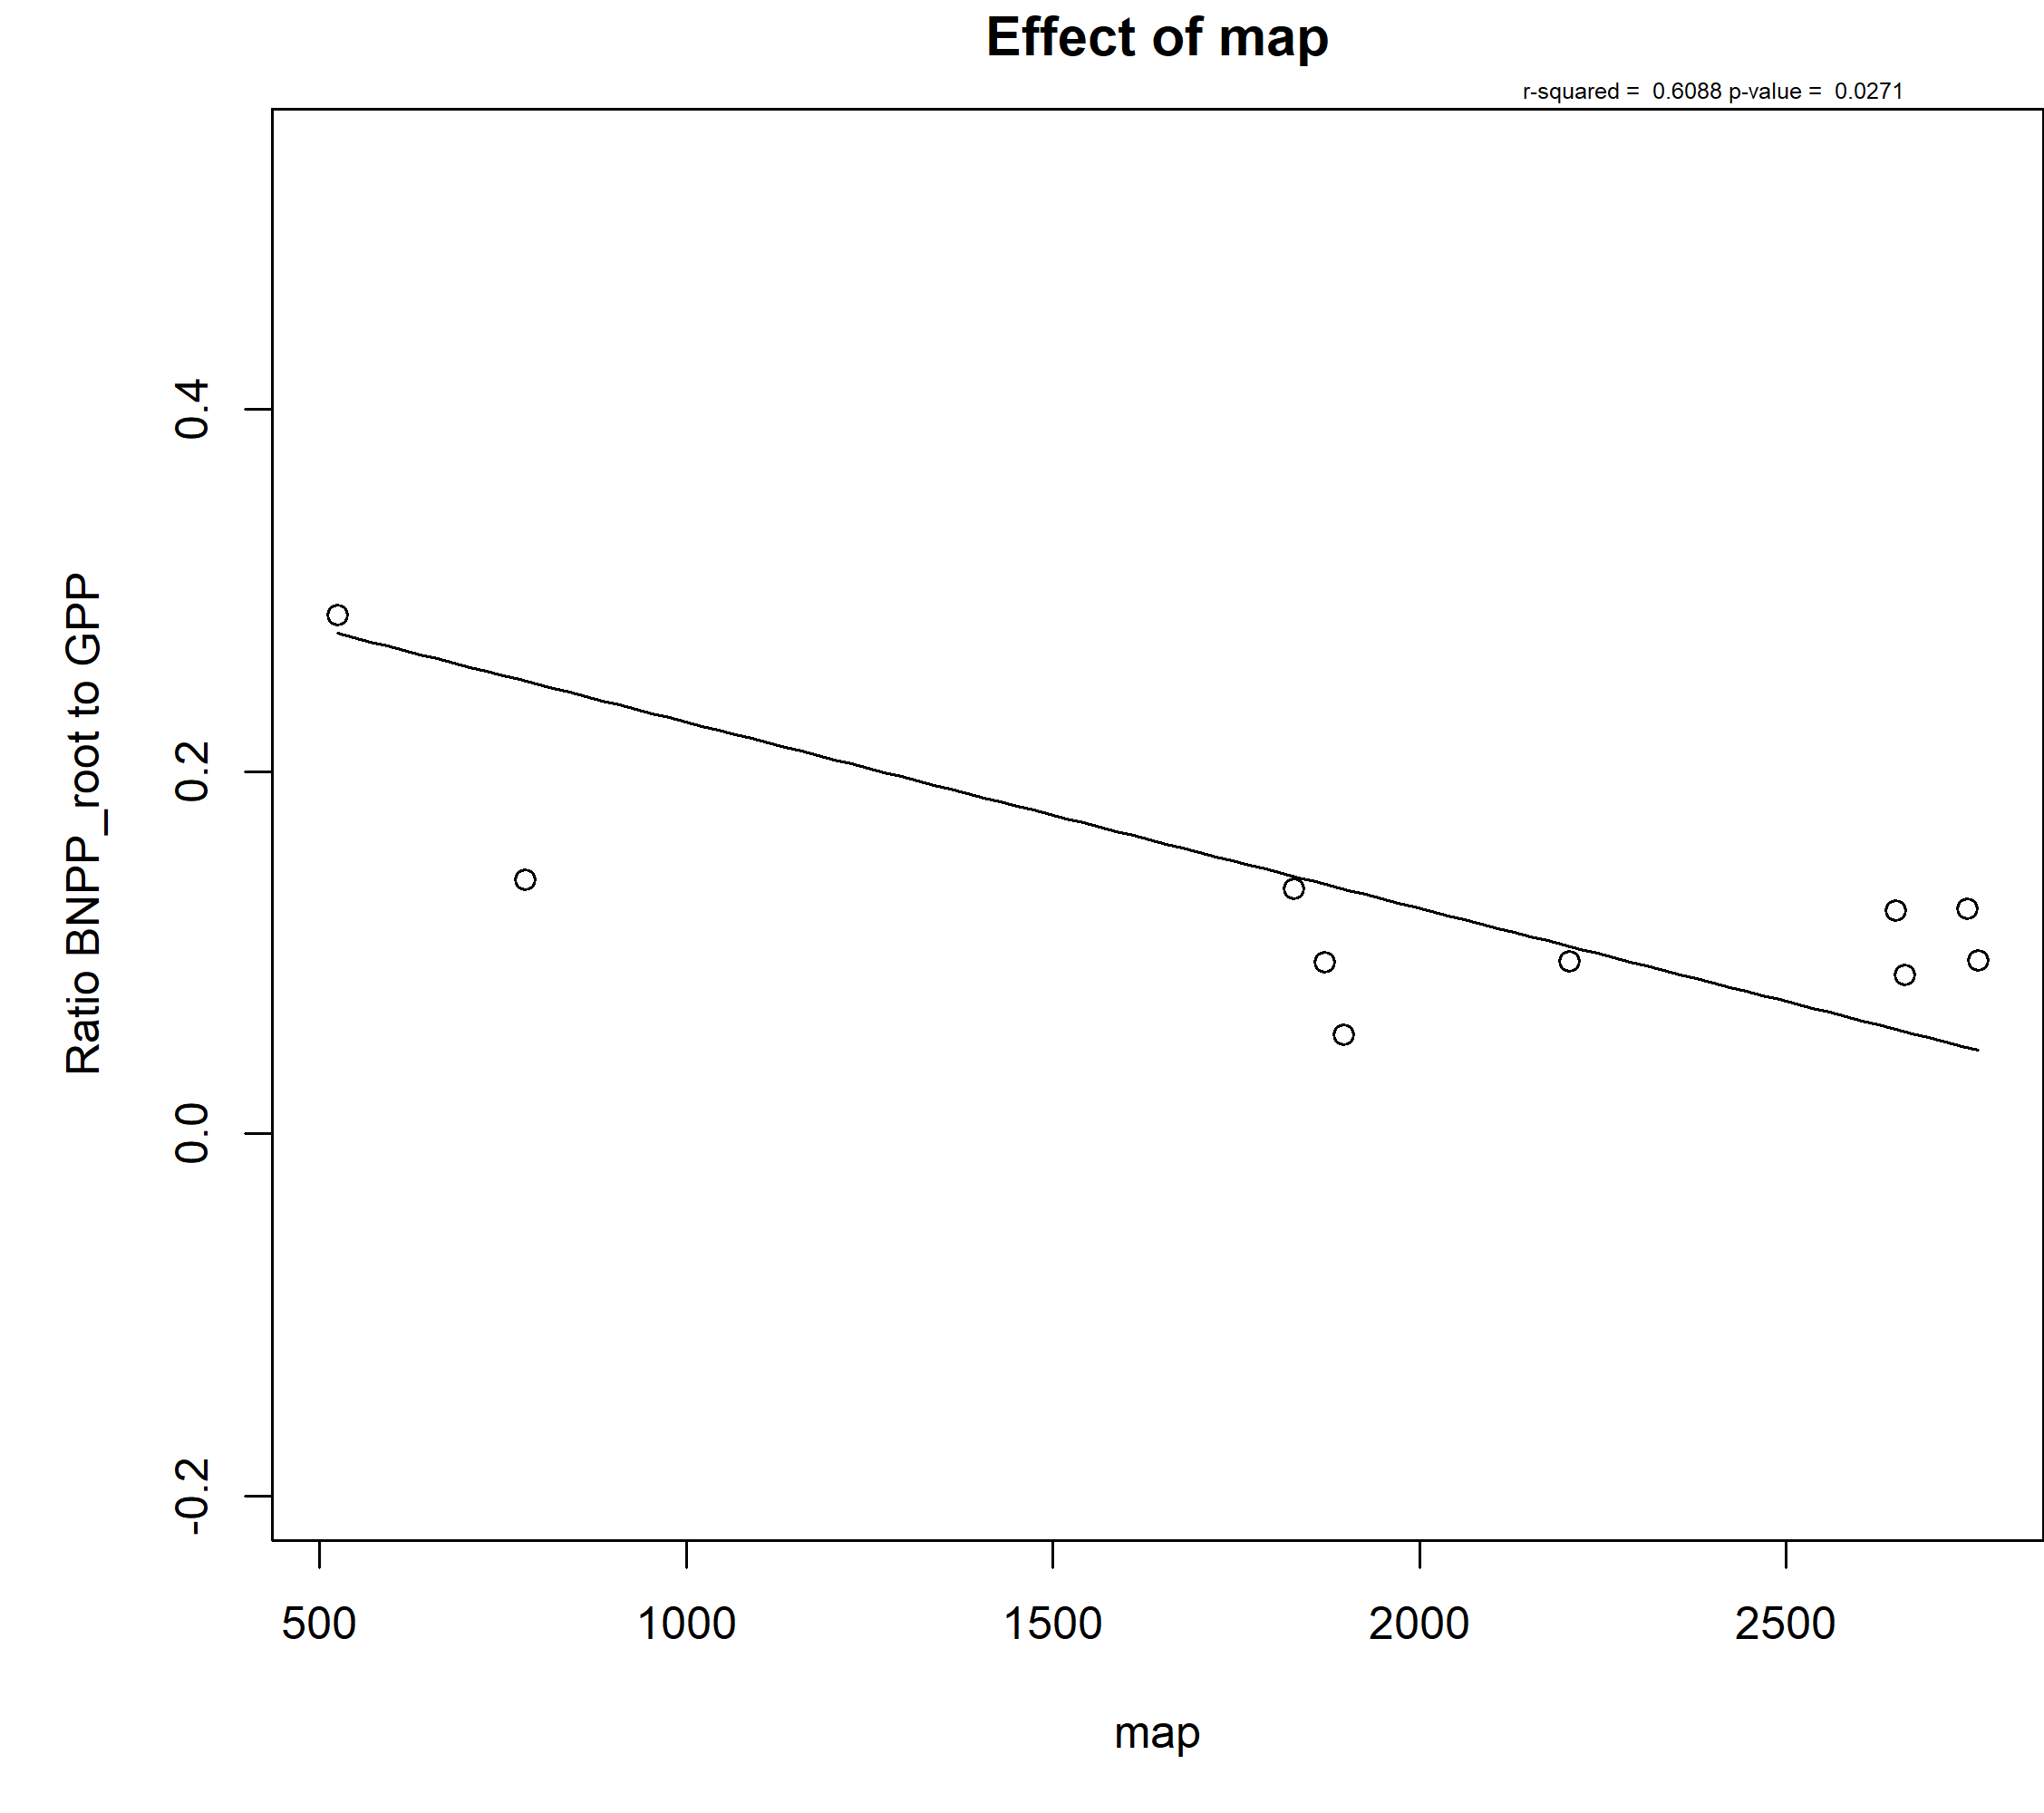 Effect of map
r-squared =  0.6088 p-value =  0.0271
Ratio BNPP_root to GPP
0.4
0.2
0.0
-0.2
500 1000 1500 2000 2500
map